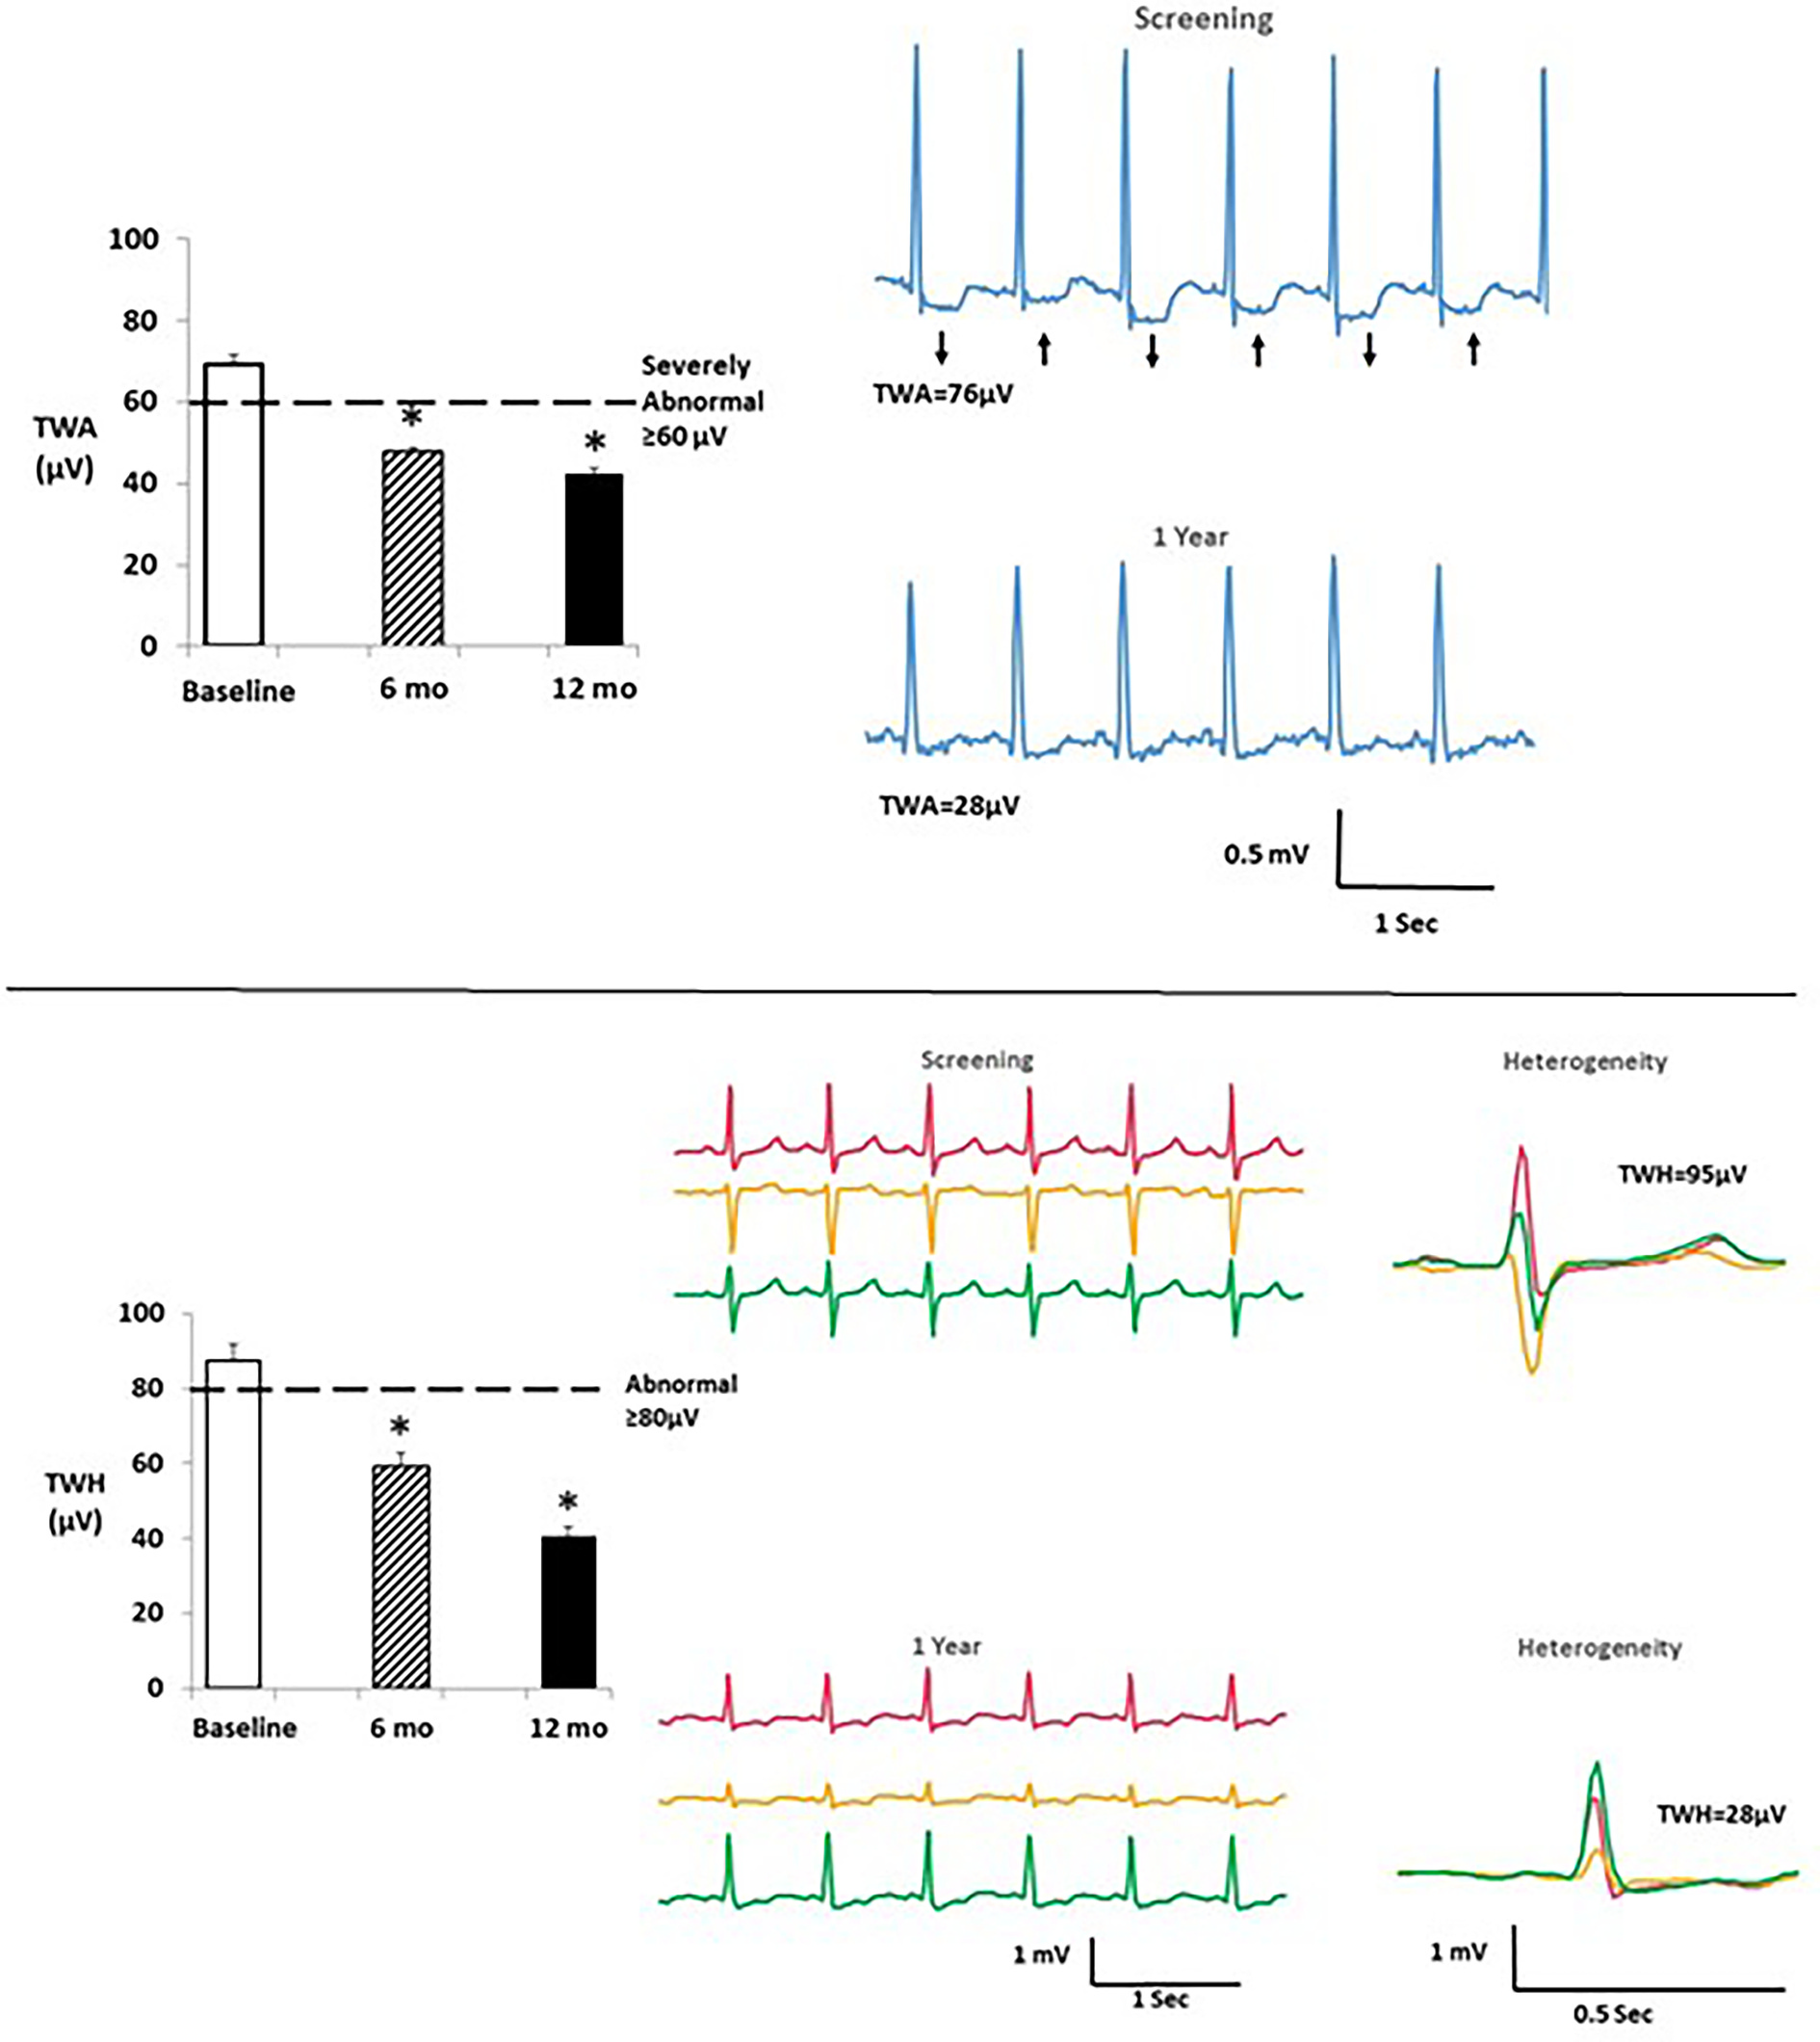 Screening
100
80
60
40
20
0
TWA
(µV)
*
*
Severely
Abnormal
≥60 µV
Baseline
6 mo
12 mo
TWA=76µV
1 Year
TWA=28µV
0.5 mV
1 Sec
Screening
Heterogeneity
TWH=95µV
100
80
60
40
20
0
TWH
(µV)
*
*
Abnormal
≥80µV
Baseline
6 mo
12 mo
1 Year
Heterogeneity
TWH=28µV
1 mV
1 Sec
1 mV
0.5 Sec